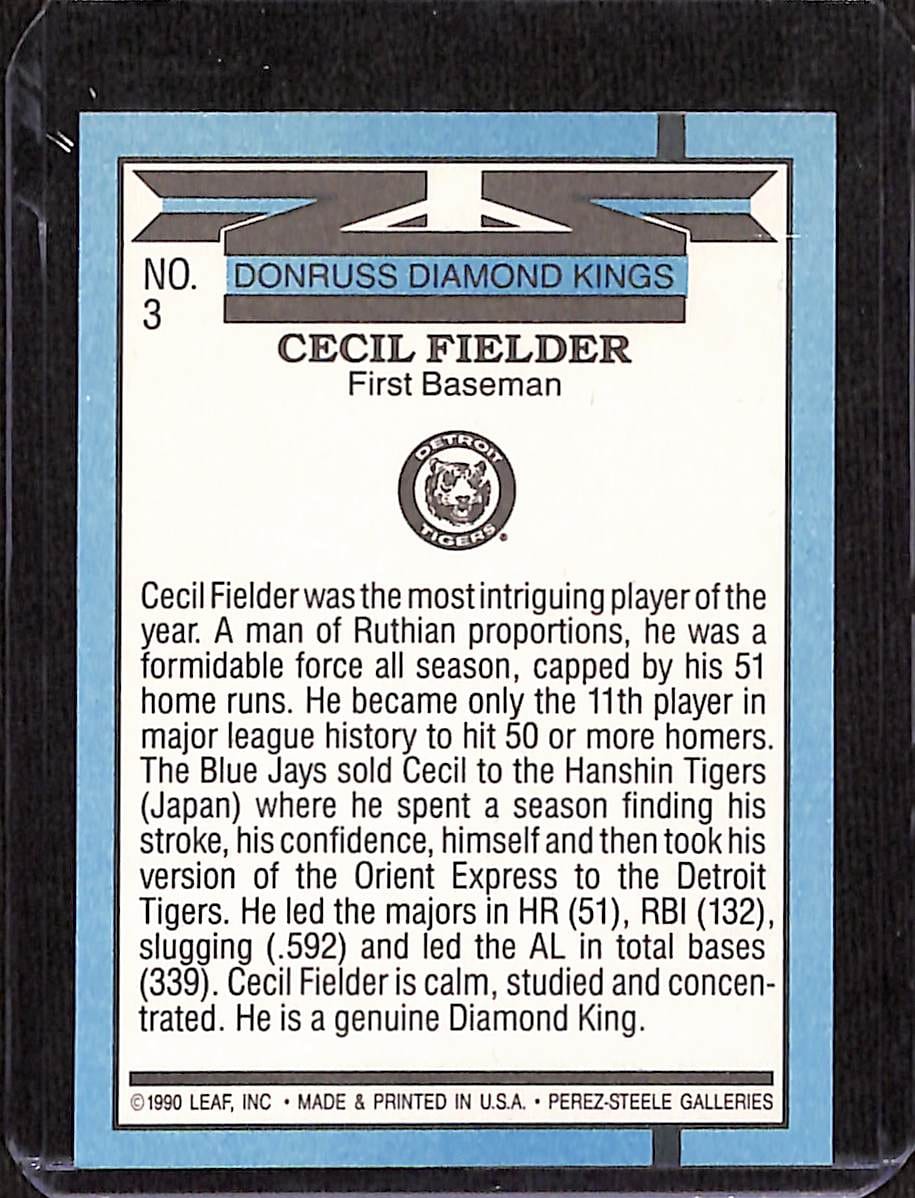 NO.
3
DONRUSS DIAMOND KINGS
CECIL FIELDER
First Baseman
DETROIT
TIGERS
Cecil Fielder was the most intriguing player of the
year. A man of Ruthian proportions, he was a
formidable force all season, capped by his 51
home runs. He became only the 11th player in
major league history to hit 50 or more homers.
The Blue Jays sold Cecil to the Hanshin Tigers
(Japan) where he spent a season finding his
stroke, his confidence, himself and then took his
version of the Orient Express to the Detroit
Tigers. He led the majors in HR (51), RBI (132),
slugging (.592) and led the AL in total bases
(339). Cecil Fielder is calm, studied and concen-
trated. He is a genuine Diamond King.
©1990 LEAF, INC • MADE & PRINTED IN U.S.A. • PEREZ-STEELE GALLERIES